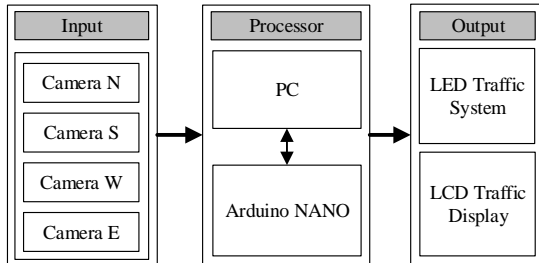 Input
Camera N
Camera S
Camera W
Camera E
Processor
PC
Arduino NANO
Output
LED Traffic
System
LCD Traffic
Display